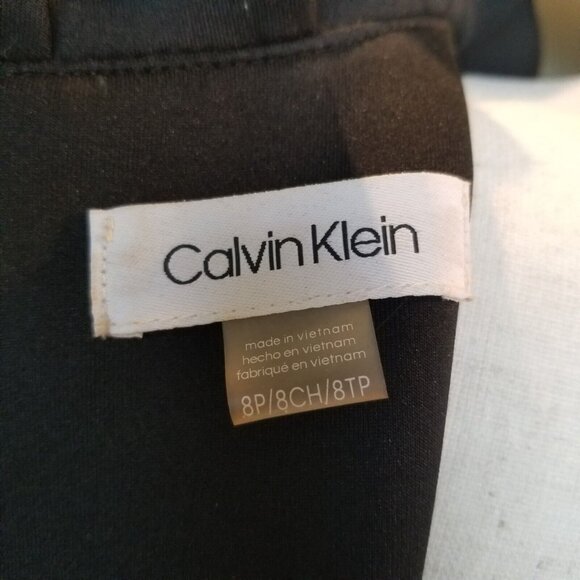 Calvin Klein
made in vietnam
hecho en vietnam
fabriqué en vietnam
8P/8CH/8TP